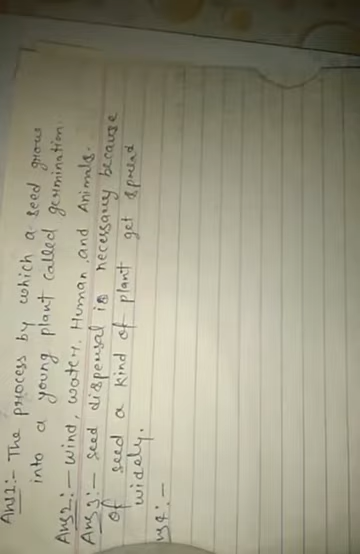 Ans1:- The process by which a seed grows
into a young plant called germination.
Ans2:- wind, water, Human and Animals.
Ans3:- seed dispersal is necessary because
of seed a kind of plant get spread
widely.
ns4:-